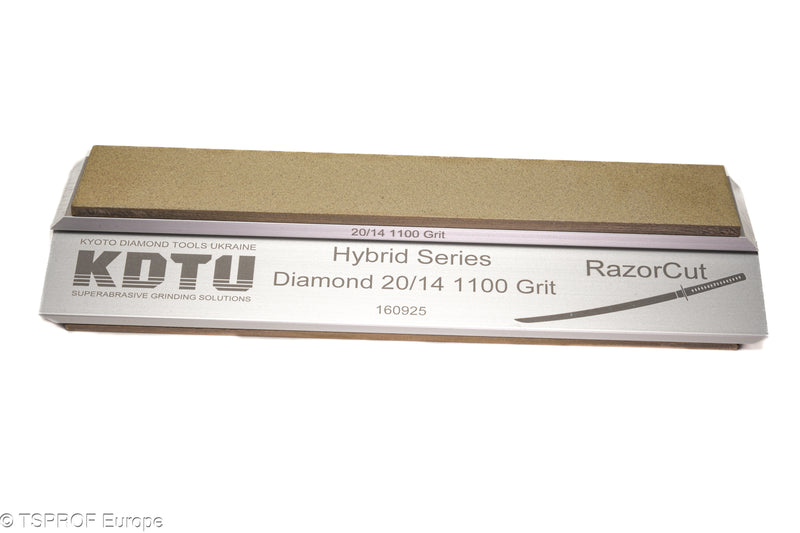 20/14 1100 Grit
KYOTO DIAMOND TOOLS UKRAINE
KDTU
SUPERABRASIVE GRINDING SOLUTIONS
Hybrid Series
Diamond 20/14 1100 Grit
160925
RazorCut
© TSPROF Europe